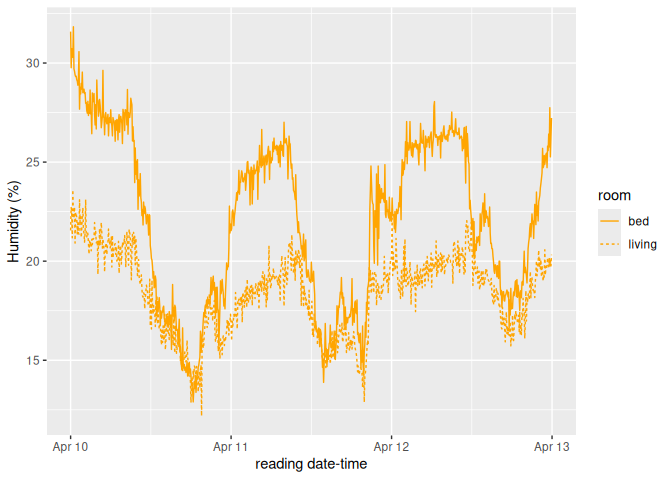 30
25
20
15
Humidity (%)
Apr 10
Apr 11
Apr 12
Apr 13
reading date-time
room
bed
living